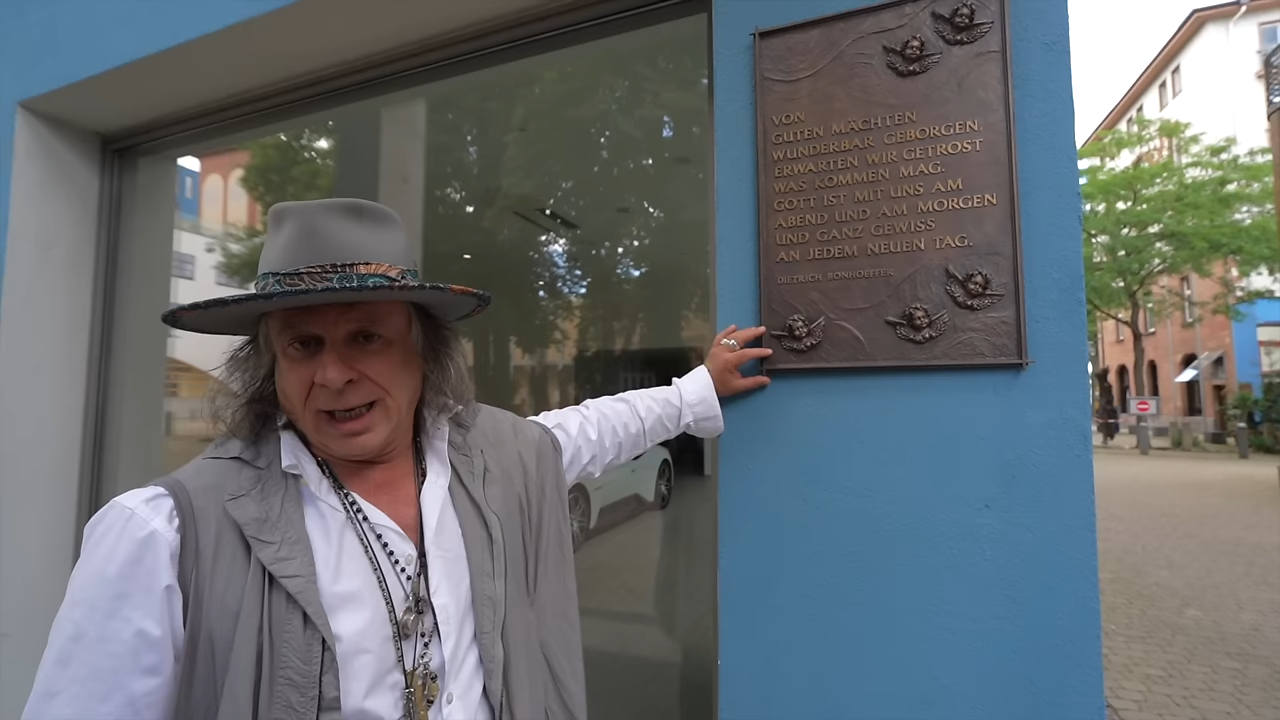 VON
GUTEN MÄCHTEN
WUNDERBAR GEBORGEN,
ERWARTEN WIR GETROST
WAS KOMMEN MAG.
GOTT IST MIT UNS AM
ABEND UND AM MORGEN
UND GANZ GEWISS
AN JEDEM NEUEN TAG.
DIETRICH BONHOEFFER